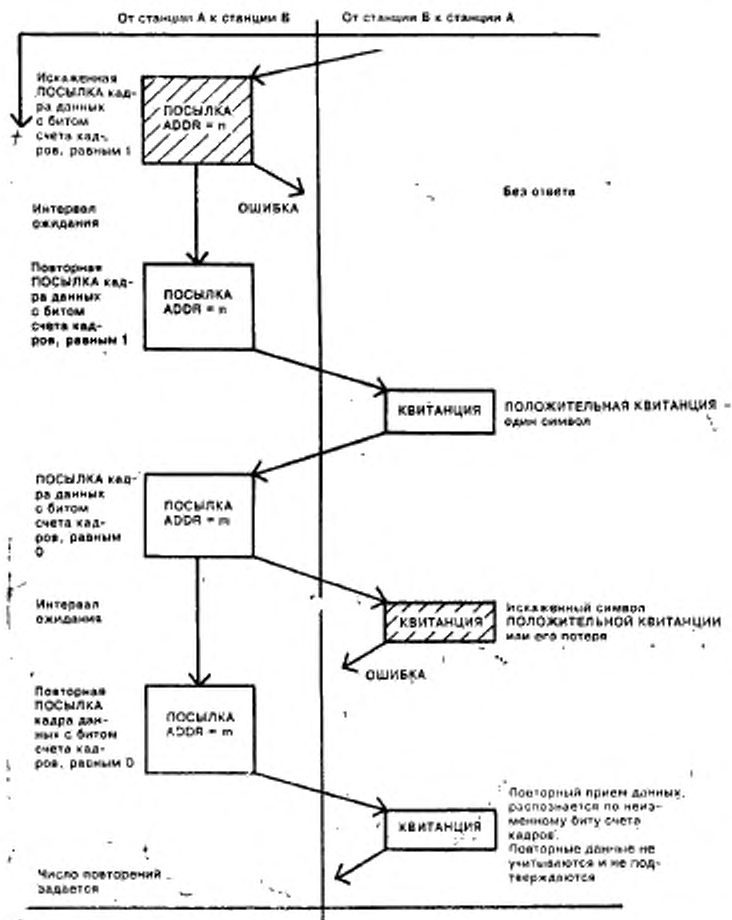 От станции А к станции В
От станции В к станции А
Искаженная
ПОСЫЛКА кад-
ра данных
с битом
счета кад-
ров, равным 1
ПОСЫЛКА
ADDR = n
ОШИБКА
Без ответа
Интервал
ожидания
Повторная
ПОСЫЛКА кад-
ра данных
с битом
счета кад-
ров, равным 1
ПОСЫЛКА
ADDR = n
КВИТАНЦИЯ
ПОЛОЖИТЕЛЬНАЯ КВИТАНЦИЯ –
один символ
ПОСЫЛКА кад-
ра данных
с битом
счета кад-
ров, равным
0
ПОСЫЛКА
ADDR = m
Интервал
ожидания
КВИТАНЦИЯ
Искаженный символ
ПОЛОЖИТЕЛЬНОЙ КВИТАНЦИИ
или его потеря
ОШИБКА
Повторная
ПОСЫЛКА
кадра дан-
ных с битом
счета кад-
ров, равным 0
ПОСЫЛКА
ADDR = m
КВИТАНЦИЯ
Повторный прием данных
распознается по неиз-
менному биту счета
кадров.
Повторные данные не
учитываются и не под-
тверждаются
Число повторений
задается